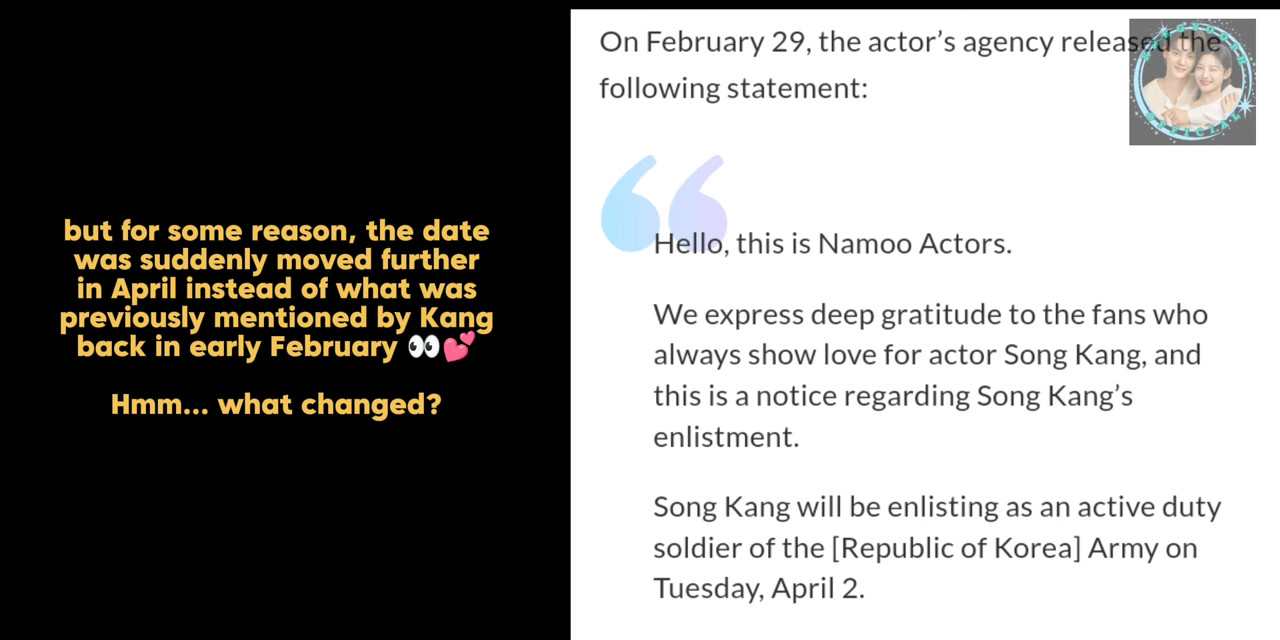 but for some reason, the date
was suddenly moved further
in April instead of what was
previously mentioned by Kang
back in early February 👀💕
Hmm... what changed?
On February 29, the actor’s agency released the
following statement:
“
Hello, this is Namoo Actors.
We express deep gratitude to the fans who
always show love for actor Song Kang, and
this is a notice regarding Song Kang’s
enlistment.
Song Kang will be enlisting as an active duty
soldier of the [Republic of Korea] Army on
Tuesday, April 2.
OFFICIAL